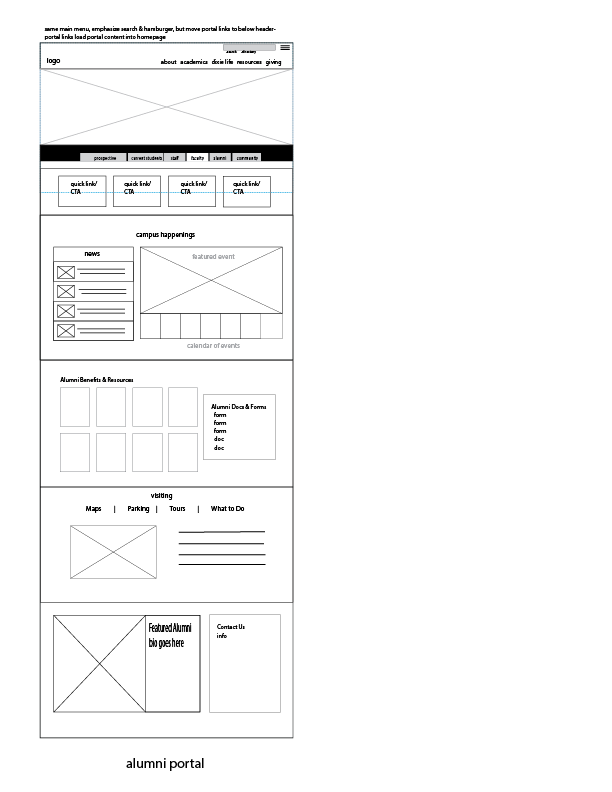 same main menu, emphasize search & hamburger, but move portal links to below header-
portal links load portal content into homepage
logo
about academics dixie life resources giving
prospective current students staff faculty alumni community
quick link/ quick link/ quick link/ quick link/
CTA CTA CTA CTA
campus happenings
news
featured event
calendar of events
Alumni Benefits & Resources
Alumni Docs & Forms
form
form
form
doc
doc
visiting
Maps | Parking | Tours | What to Do
Featured Alumni
bio goes here
Contact Us
info
alumni portal